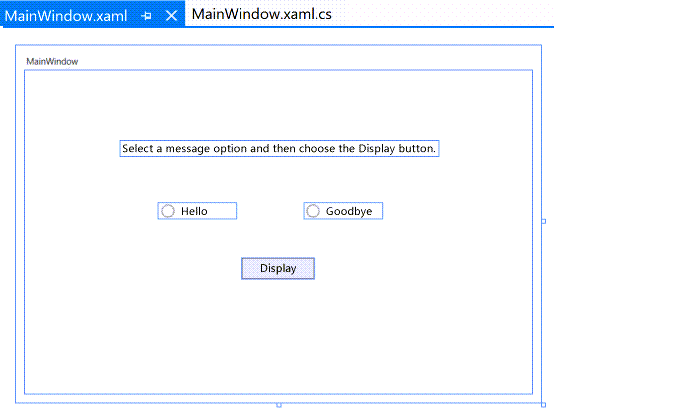 MainWindow.xaml MainWindow.xaml.cs
MainWindow
Select a message option and then choose the Display button.
Hello Goodbye
Display